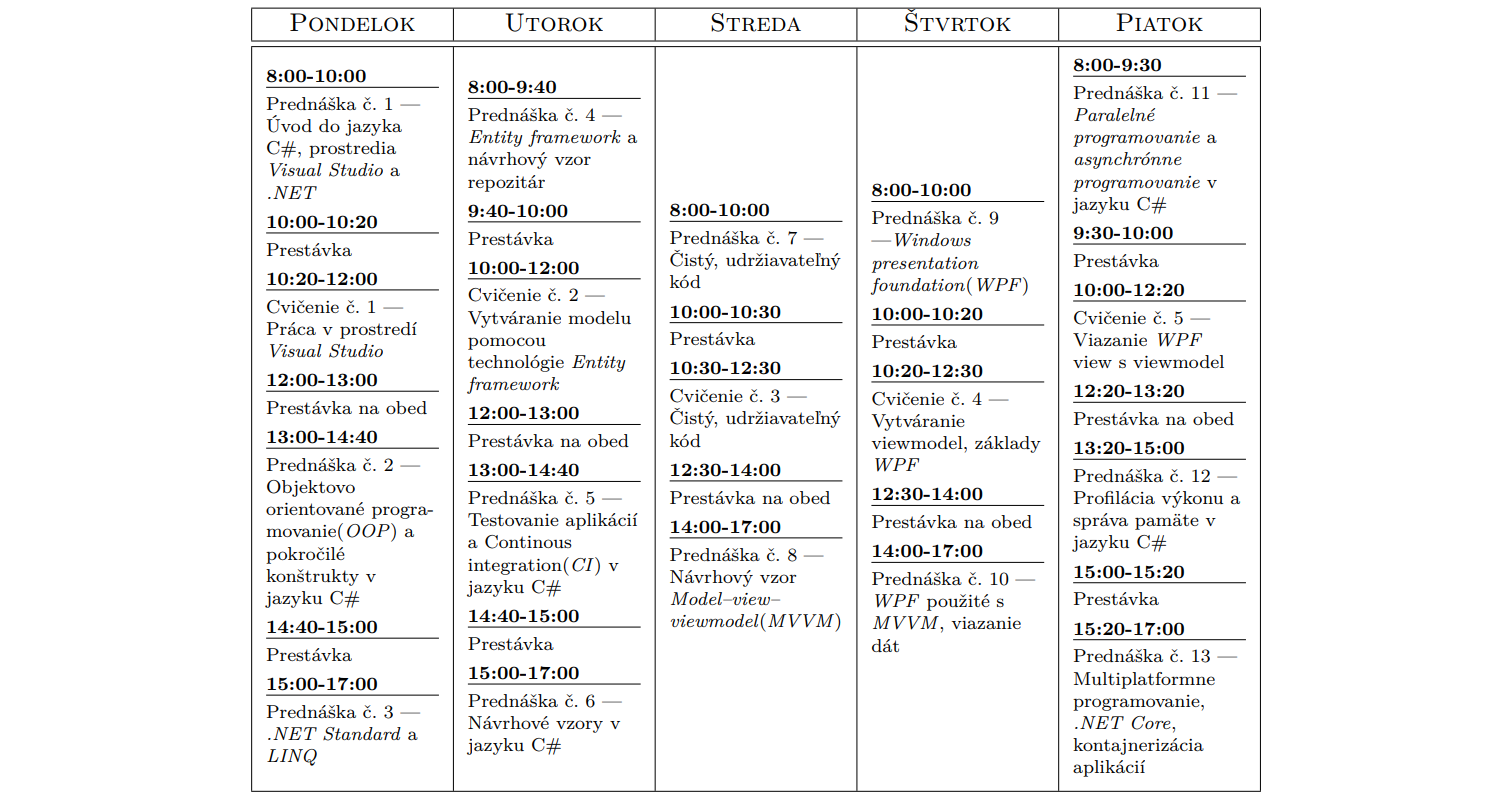 PONDELOK
8:00-10:00
Prednáška č. 1 —
Úvod do jazyka
C#, prostredia
Visual Studio a
.NET
10:00-10:20
Prestávka
10:20-12:00
Cvičenie č. 1 —
Práca v prostredí
Visual Studio
12:00-13:00
Prestávka na obed
13:00-14:40
Prednáška č. 2 —
Objektovo
orientované progra-
movanie(OOP) a
pokročilé
konštrukty v
jazyku C#
14:40-15:00
Prestávka
15:00-17:00
Prednáška č. 3 —
.NET Standard a
LINQ
UTOROK
8:00-9:40
Prednáška č. 4 —
Entity framework a
návrhový vzor
repozitár
9:40-10:00
Prestávka
10:00-12:00
Cvičenie č. 2 —
Vytváranie modelu
pomocou
technológie Entity
framework
12:00-13:00
Prestávka na obed
13:00-14:40
Prednáška č. 5 —
Testovanie aplikácií
a Continous
integration(CI) v
jazyku C#
14:40-15:00
Prestávka
15:00-17:00
Prednáška č. 6 —
Návrhové vzory v
jazyku C#
STREDA
8:00-10:00
Prednáška č. 7 —
Čistý, udržiavateľný
kód
10:00-10:30
Prestávka
10:30-12:30
Cvičenie č. 3 —
Čistý, udržiavateľný
kód
12:30-14:00
Prestávka na obed
14:00-17:00
Prednáška č. 8 —
Návrhový vzor
Model–view–
viewmodel(MVVM)
ŠTVRTOK
8:00-10:00
Prednáška č. 9
—Windows
presentation
foundation(WPF)
10:00-10:20
Prestávka
10:20-12:30
Cvičenie č. 4 —
Vytváranie
viewmodel, základy
WPF
12:30-14:00
Prestávka na obed
14:00-17:00
Prednáška č. 10 —
WPF použité s
MVVM, viazanie
dát
PIATOK
8:00-9:30
Prednáška č. 11 —
Paralelné
programovanie a
asynchrónne
programovanie v
jazyku C#
9:30-10:00
Prestávka
10:00-12:20
Cvičenie č. 5 —
Viazanie WPF
view s viewmodel
12:20-13:20
Prestávka na obed
13:20-15:00
Prednáška č. 12 —
Profilácia výkonu a
správa pamäte v
jazyku C#
15:00-15:20
Prestávka
15:20-17:00
Prednáška č. 13 —
Multiplatformne
programovanie,
.NET Core,
kontajnerizácia
aplikácií